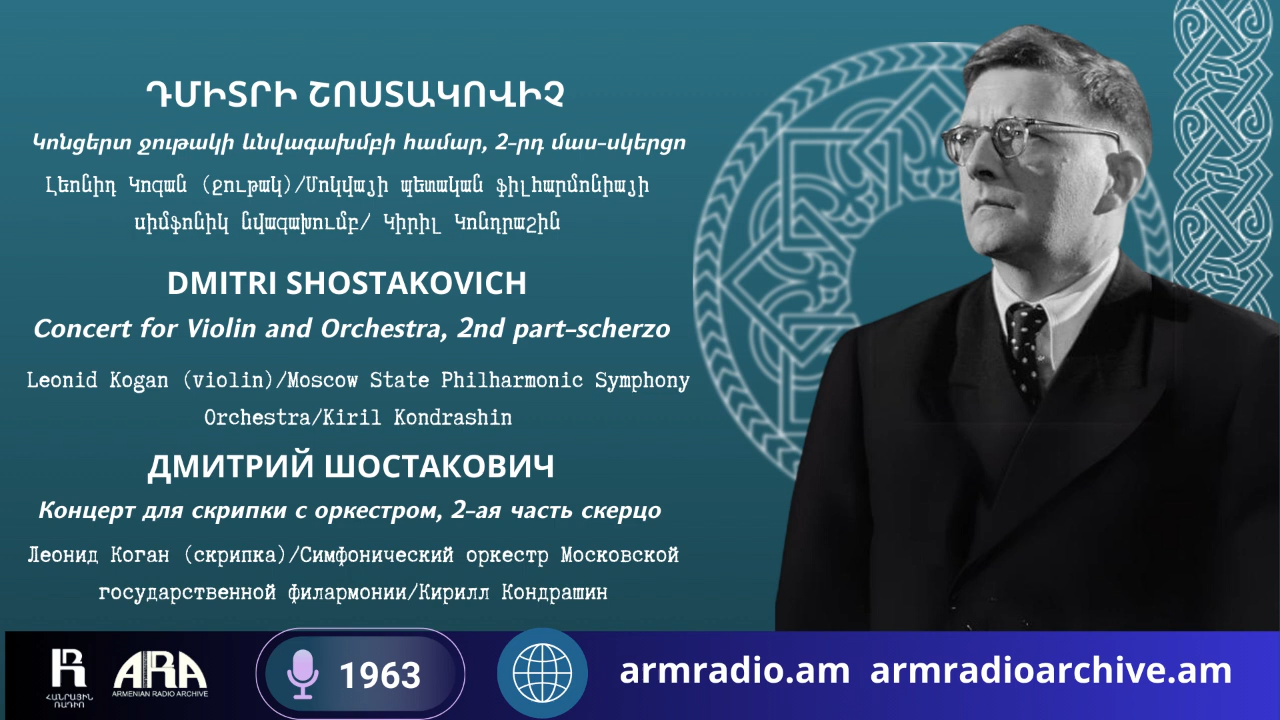 ԴՄԻՏՐԻ ՇՈՍՏԱԿՈՎԻՉ
Կոնցերտ ջութակի ևնվագախմբի համար, 2-րդ մաս-սկերցո
Լեոնիդ Կոգան (ջութակ)/Մոսկվայի պետական ֆիլհարմոնիայի
սիմֆոնիկ նվագախումբ/ Կիրիլ Կոնդրաշին
DMITRI SHOSTAKOVICH
Concert for Violin and Orchestra, 2nd part-scherzo
Leonid Kogan (violin)/Moscow State Philharmonic Symphony
Orchestra/Kiril Kondrashin
ДМИТРИЙ ШОСТАКОВИЧ
Концерт для скрипки с оркестром, 2-ая часть скерцо
Леонид Коган (скрипка)/Симфонический оркестр Московской
государственной филармонии/Кирилл Кондрашин
ՀԱՆՐԱՅԻՆ
ՌԱԴԻՈ
ARA
ARMENIAN RADIO ARCHIVE
1963
armradio.am armradioarchive.am